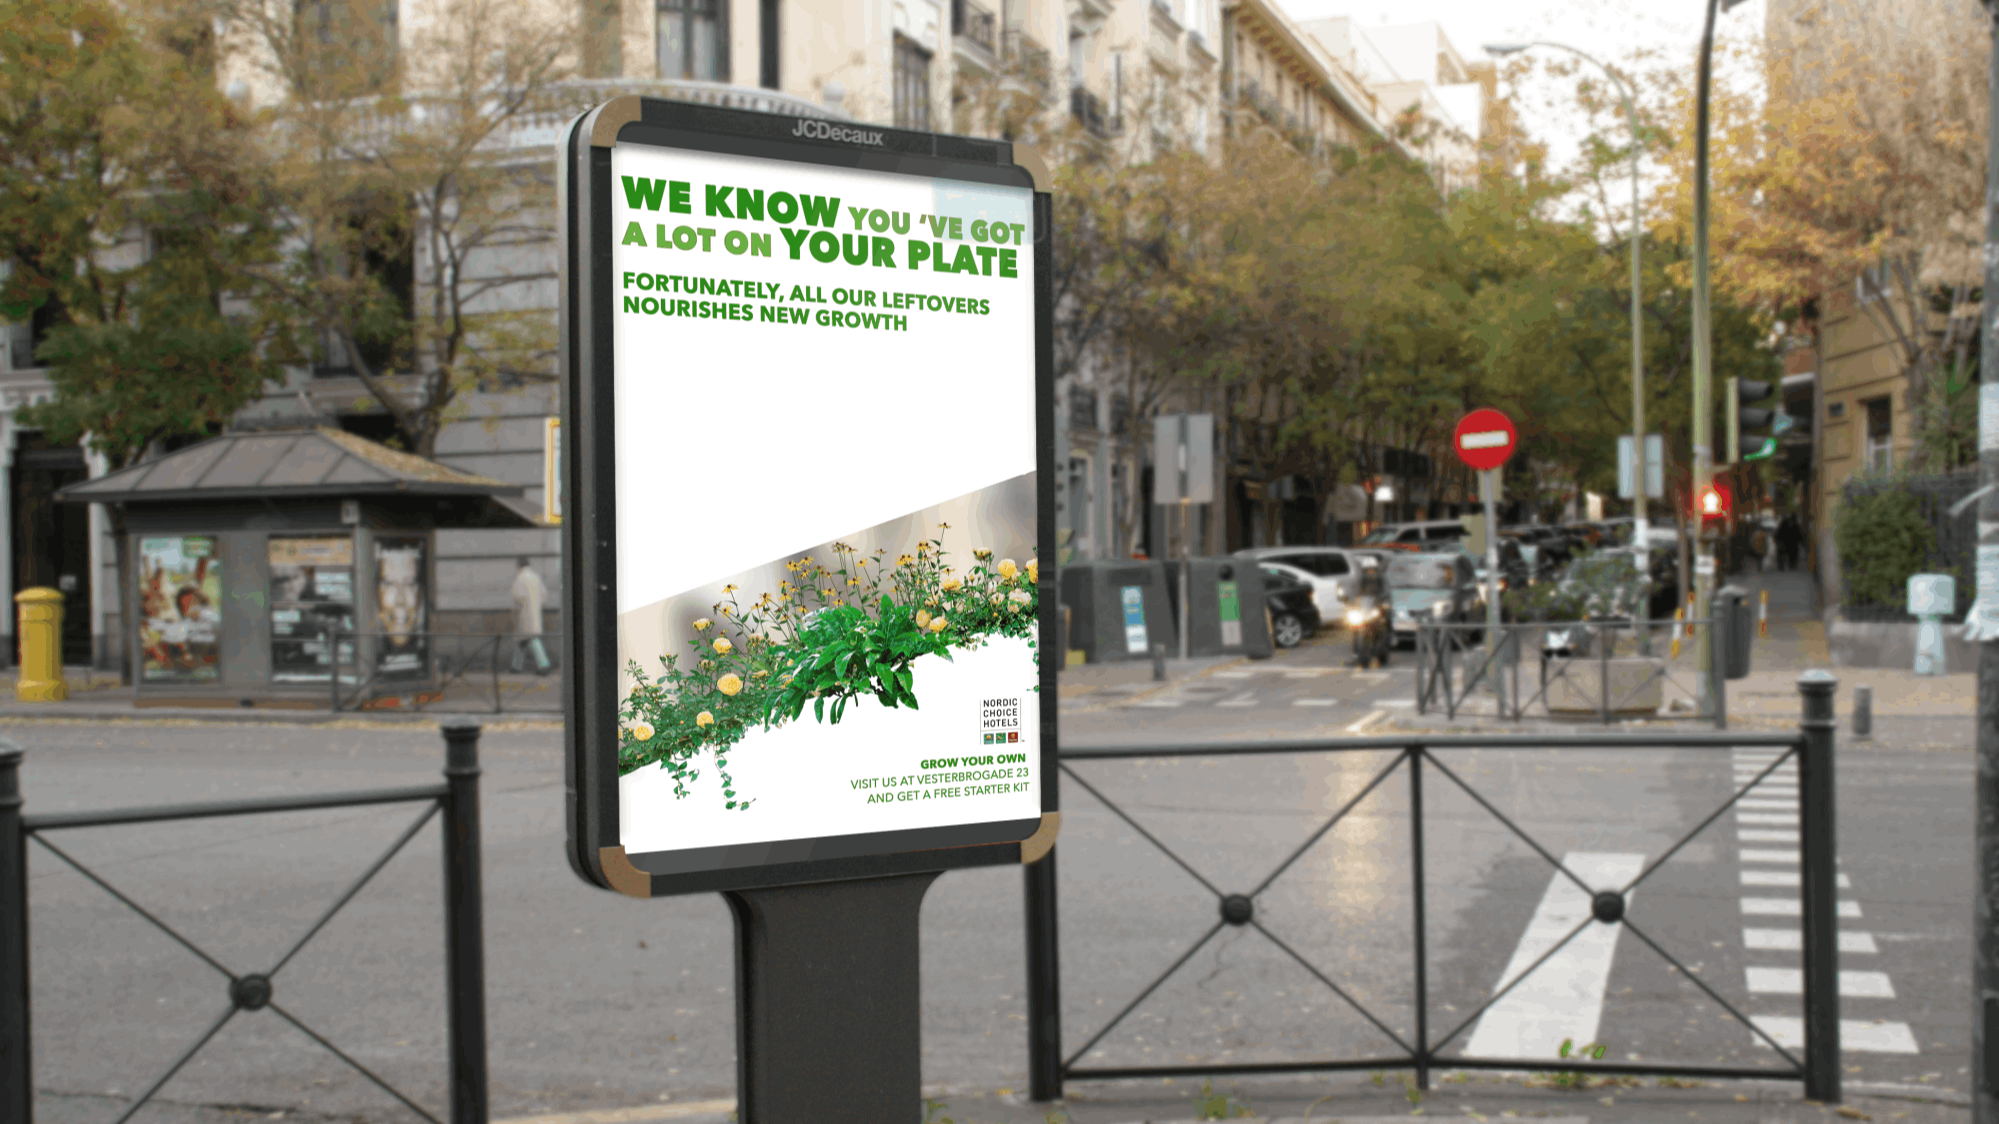 JCDecaux
WE KNOW YOU ‘VE GOT
A LOT ON YOUR PLATE
FORTUNATELY, ALL OUR LEFTOVERS
NOURISHES NEW GROWTH
NORDIC
CHOICE
HOTELS
GROW YOUR OWN
VISIT US AT VESTERBROGADE 23
AND GET A FREE STARTER KIT